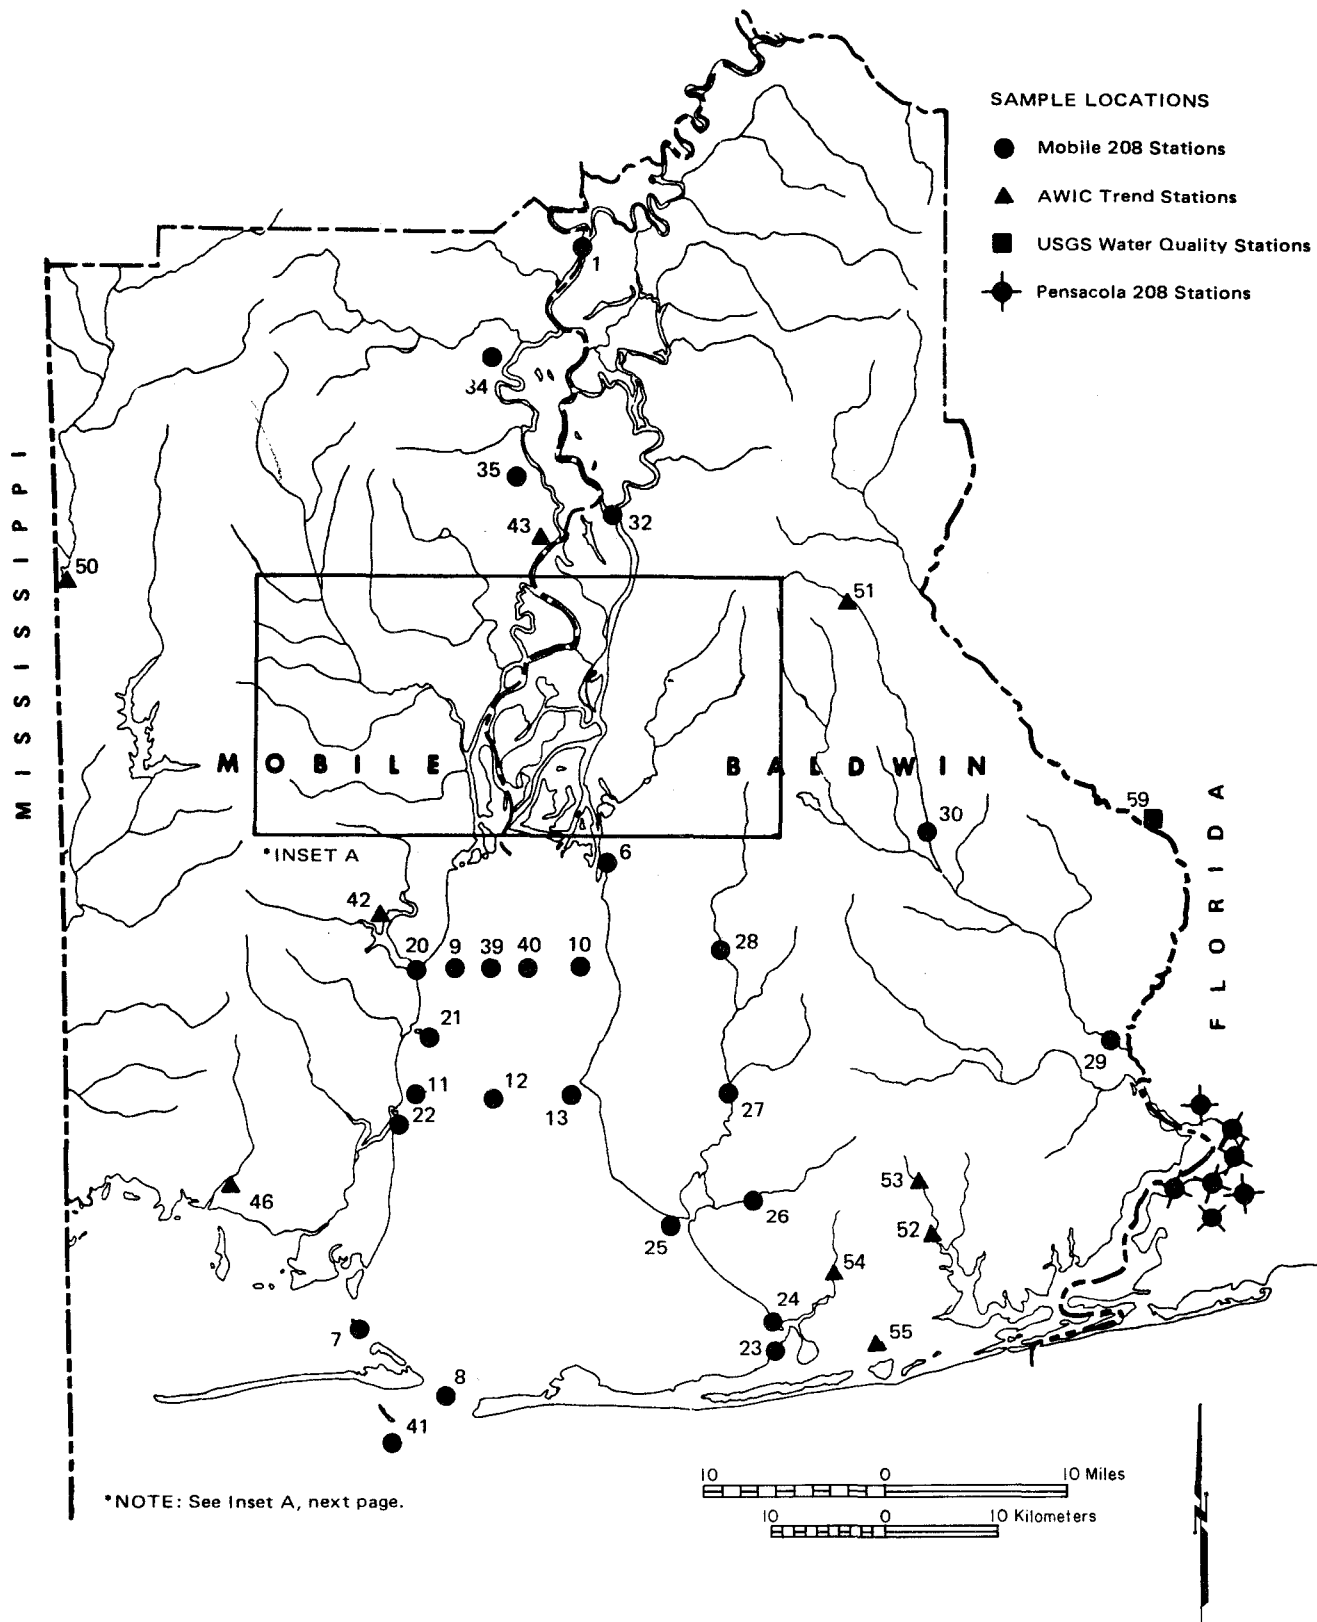 SAMPLE LOCATIONS
Mobile 208 Stations
AWIC Trend Stations
USGS Water Quality Stations
Pensacola 208 Stations
1
34
35
43
32
50
51
MISSISSIPPI
MOBILE
BALDWIN
FLORIDA
59
30
*INSET A
6
42
20
9
39
40
10
28
21
29
11
12
13
27
22
46
53
26
25
52
54
24
7
23
55
8
41
10 0 10 Miles
10 0 10 Kilometers
*NOTE: See Inset A, next page.